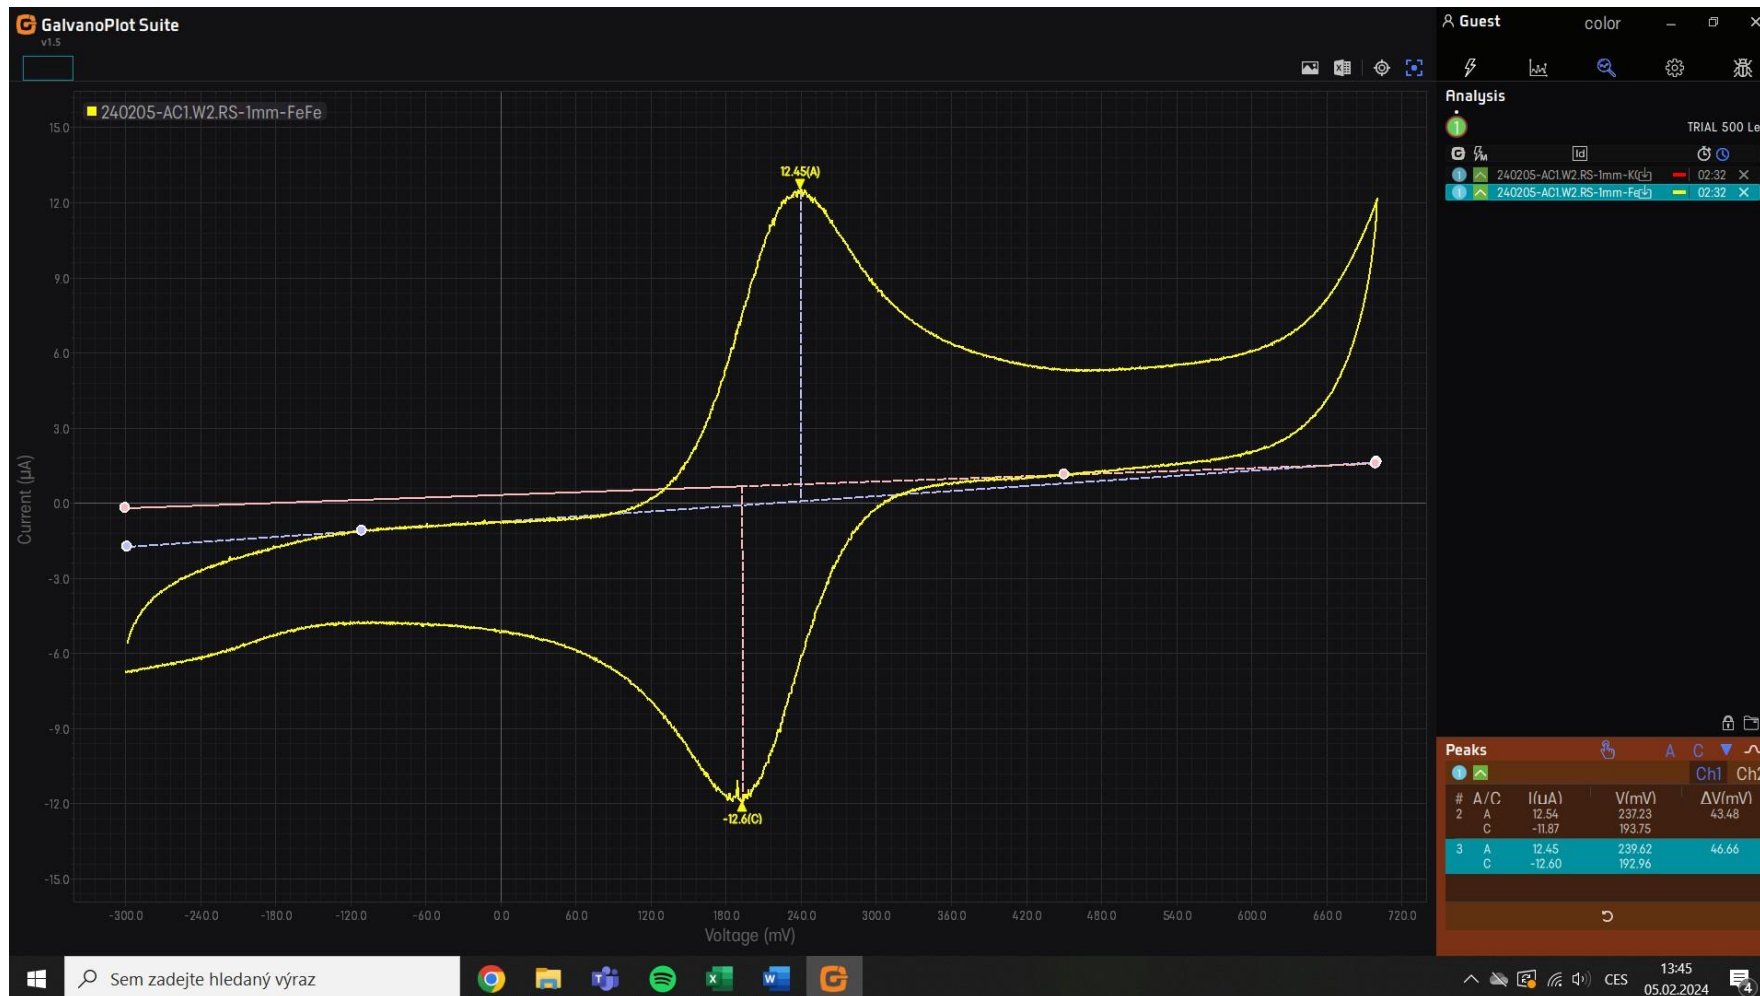 GalvanoPlot Suite
v1.5
Guest
color
Analysis
1
TRIAL 500 Le
Id
1 240205-AC1.W2.RS-1mm-K 02:32
1 240205-AC1.W2.RS-1mm-Fe 02:32
240205-AC1.W2.RS-1mm-FeFe
15.0
12.0
9.0
6.0
3.0
0.0
-3.0
-6.0
-9.0
-12.0
-15.0
Current (µA)
12.45(A)
-12.6(C)
-300.0 -240.0 -180.0 -120.0 -60.0 0.0 60.0 120.0 180.0 240.0 300.0 360.0 420.0 480.0 540.0 600.0 660.0 720.0
Voltage (mV)
Peaks
A C
1 Ch1 Ch2
# A/C I(µA) V(mV) ΔV(mV)
2 A 12.54 237.23 43.48
C -11.87 193.75
3 A 12.45 239.62 46.66
C -12.60 192.96
Sem zadejte hledaný výraz
CES
13:45
05.02.2024
4